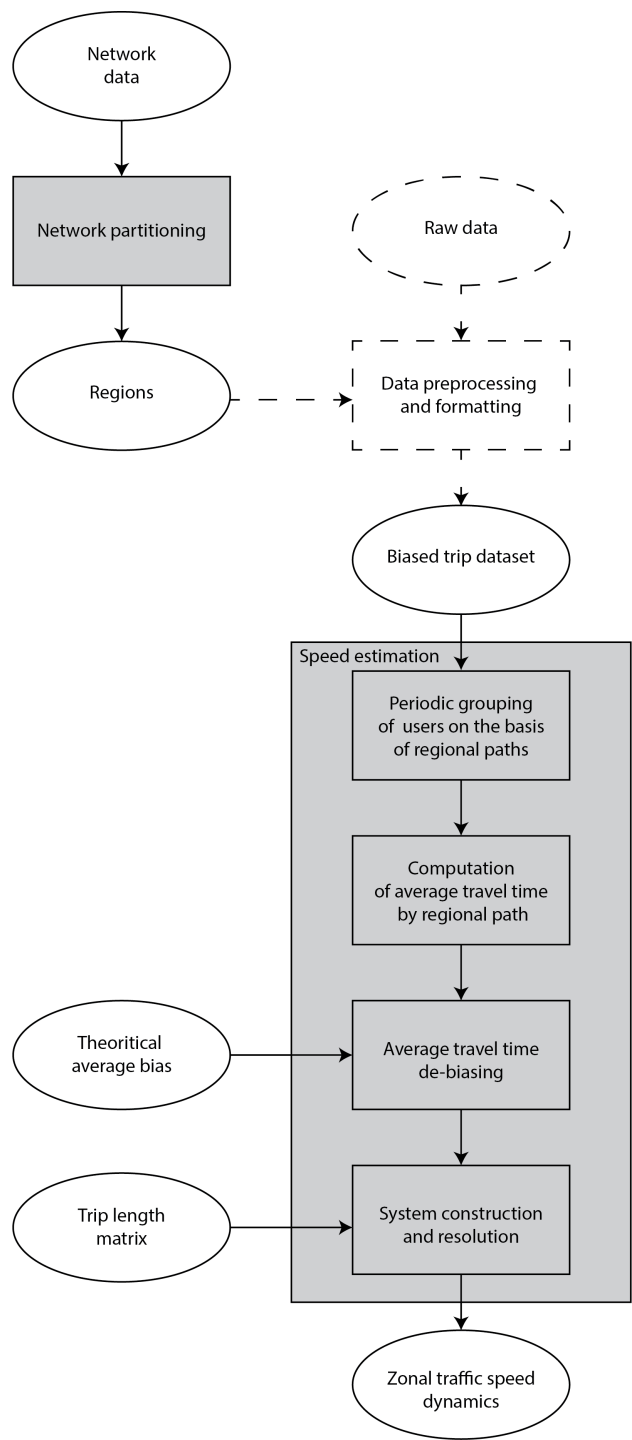 Network
data
Network partitioning
Raw data
Regions
Data preprocessing
and formatting
Biased trip dataset
Speed estimation
Periodic grouping
of users on the basis
of regional paths
Computation
of average travel time
by regional path
Theoritical
average bias
Average travel time
de-biasing
Trip length
matrix
System construction
and resolution
Zonal traffic speed
dynamics